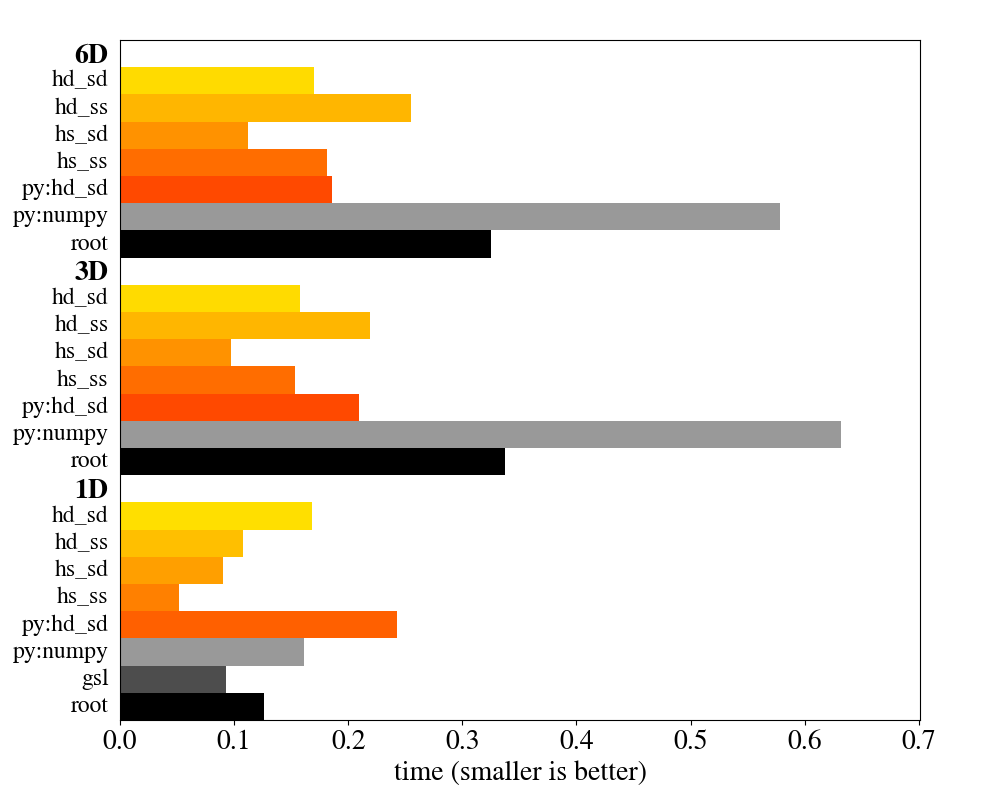 6D
hd_sd
hd_ss
hs_sd
hs_ss
py:hd_sd
py:numpy
root
3D
hd_sd
hd_ss
hs_sd
hs_ss
py:hd_sd
py:numpy
root
1D
hd_sd
hd_ss
hs_sd
hs_ss
py:hd_sd
py:numpy
gsl
root
0.0 0.1 0.2 0.3 0.4 0.5 0.6 0.7
time (smaller is better)